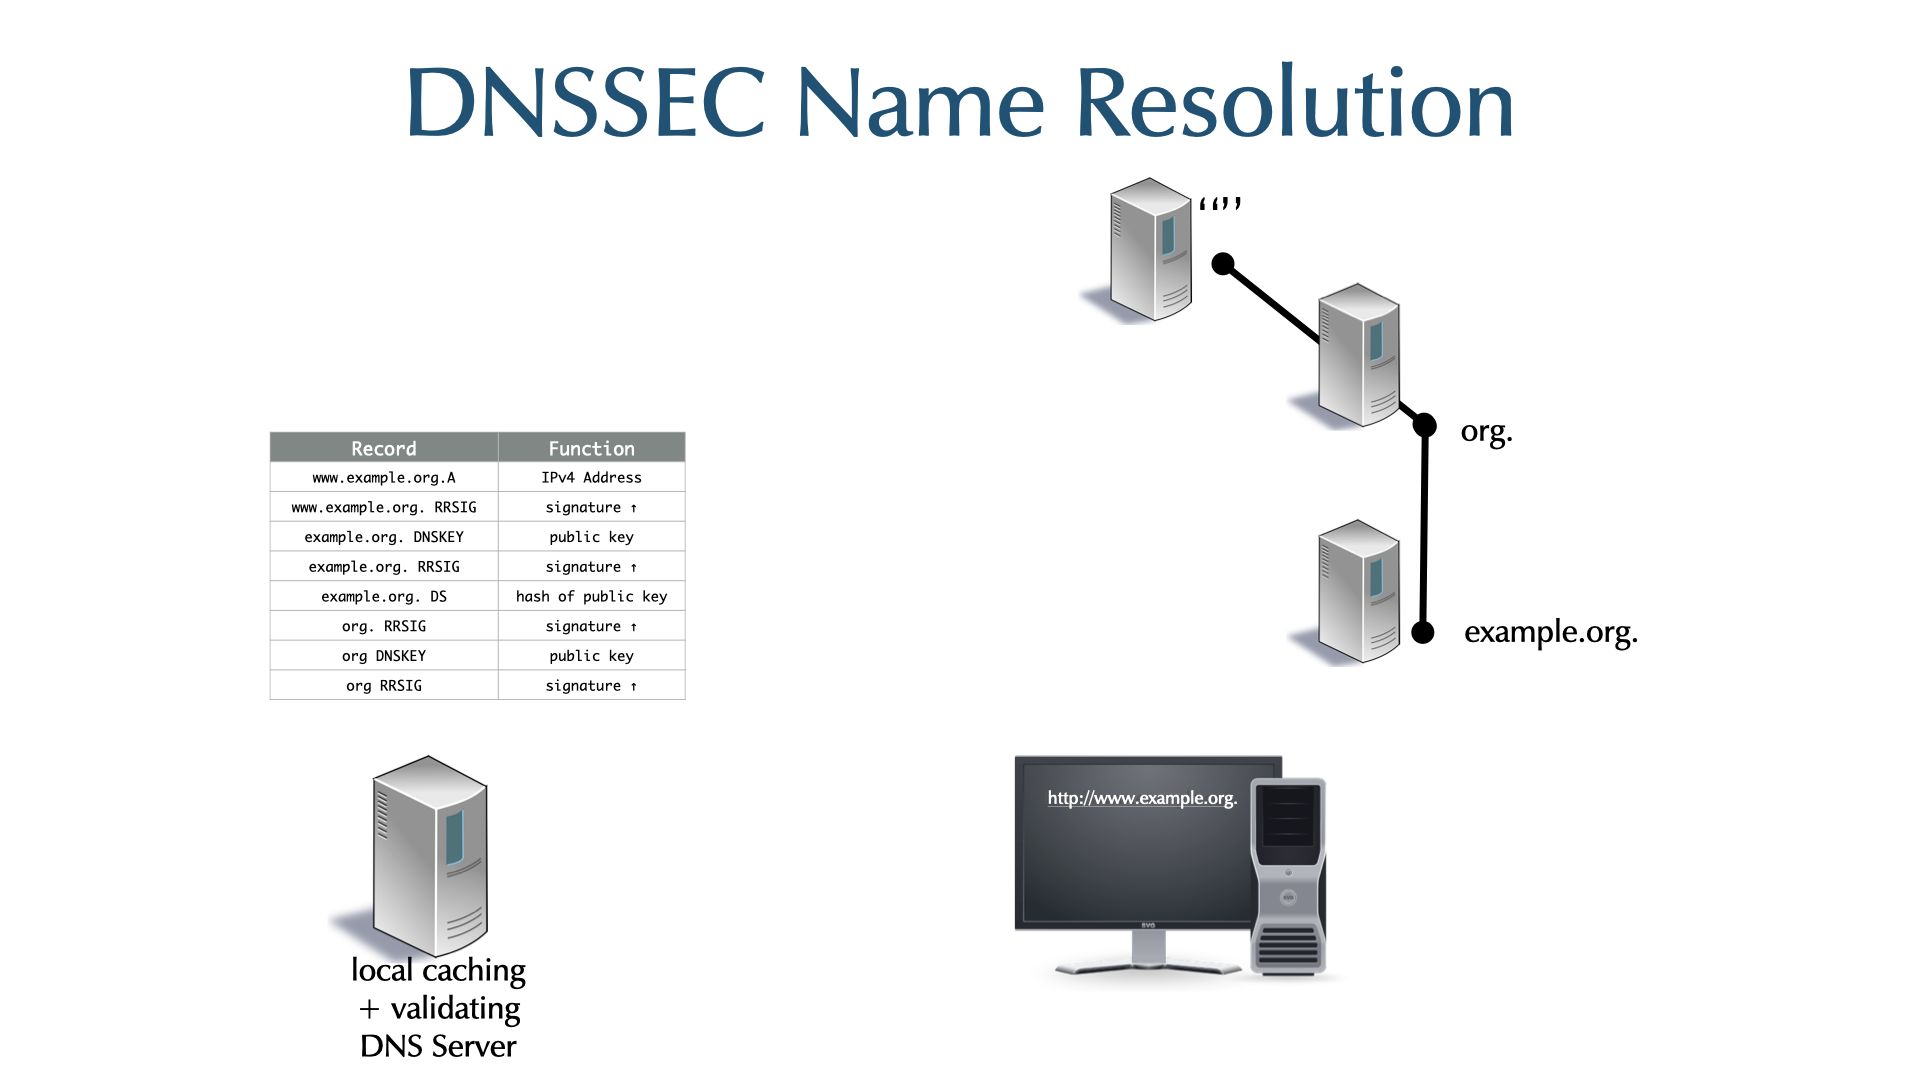 DNSSEC Name Resolution
“”
org.
Record Function
www.example.org.A IPv4 Address
www.example.org. RRSIG signature ↑
example.org. DNSKEY public key
example.org. RRSIG signature ↑
example.org. DS hash of public key
org. RRSIG signature ↑
org DNSKEY public key
org RRSIG signature ↑
example.org.
http://www.example.org.
SVG
SVG
local caching
+ validating
DNS Server